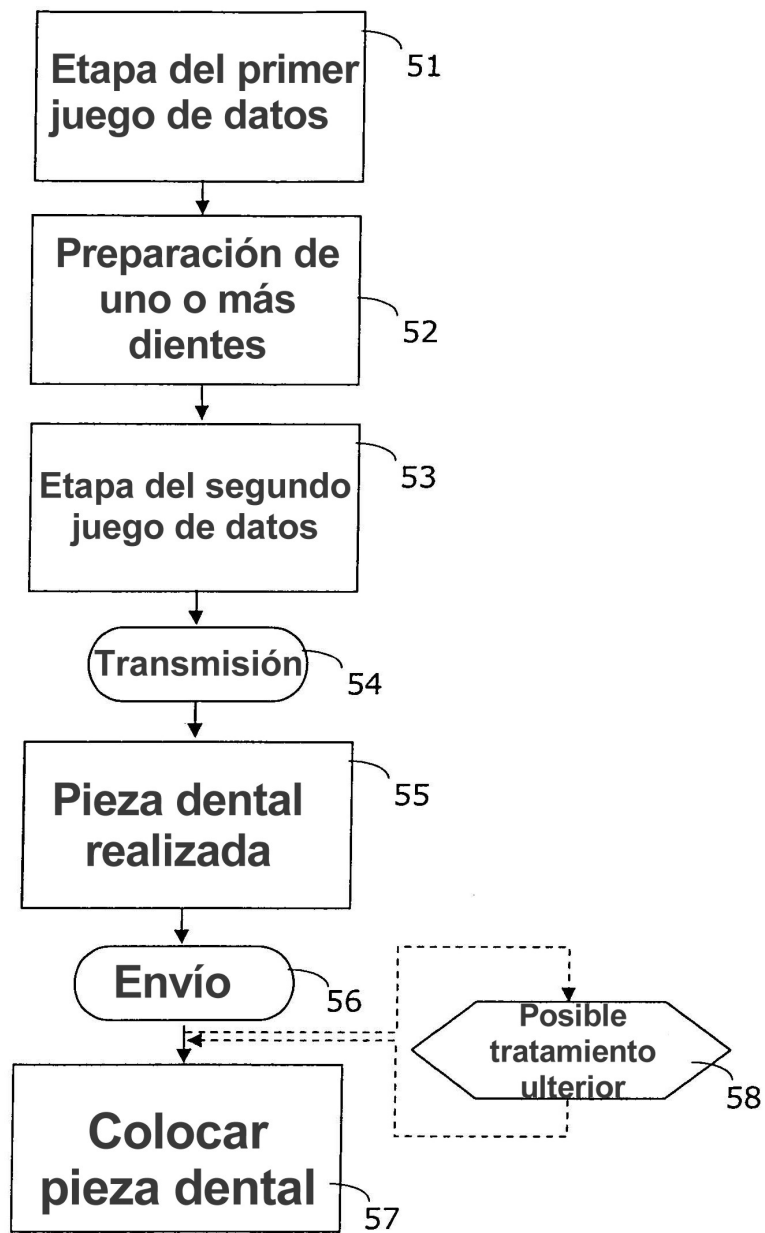 Etapa del primer
juego de datos
51
Preparación de
uno o más
dientes
52
Etapa del segundo
juego de datos
53
Transmisión
54
Pieza dental
realizada
55
Envío
56
Posible
tratamiento
ulterior
58
Colocar
pieza dental
57